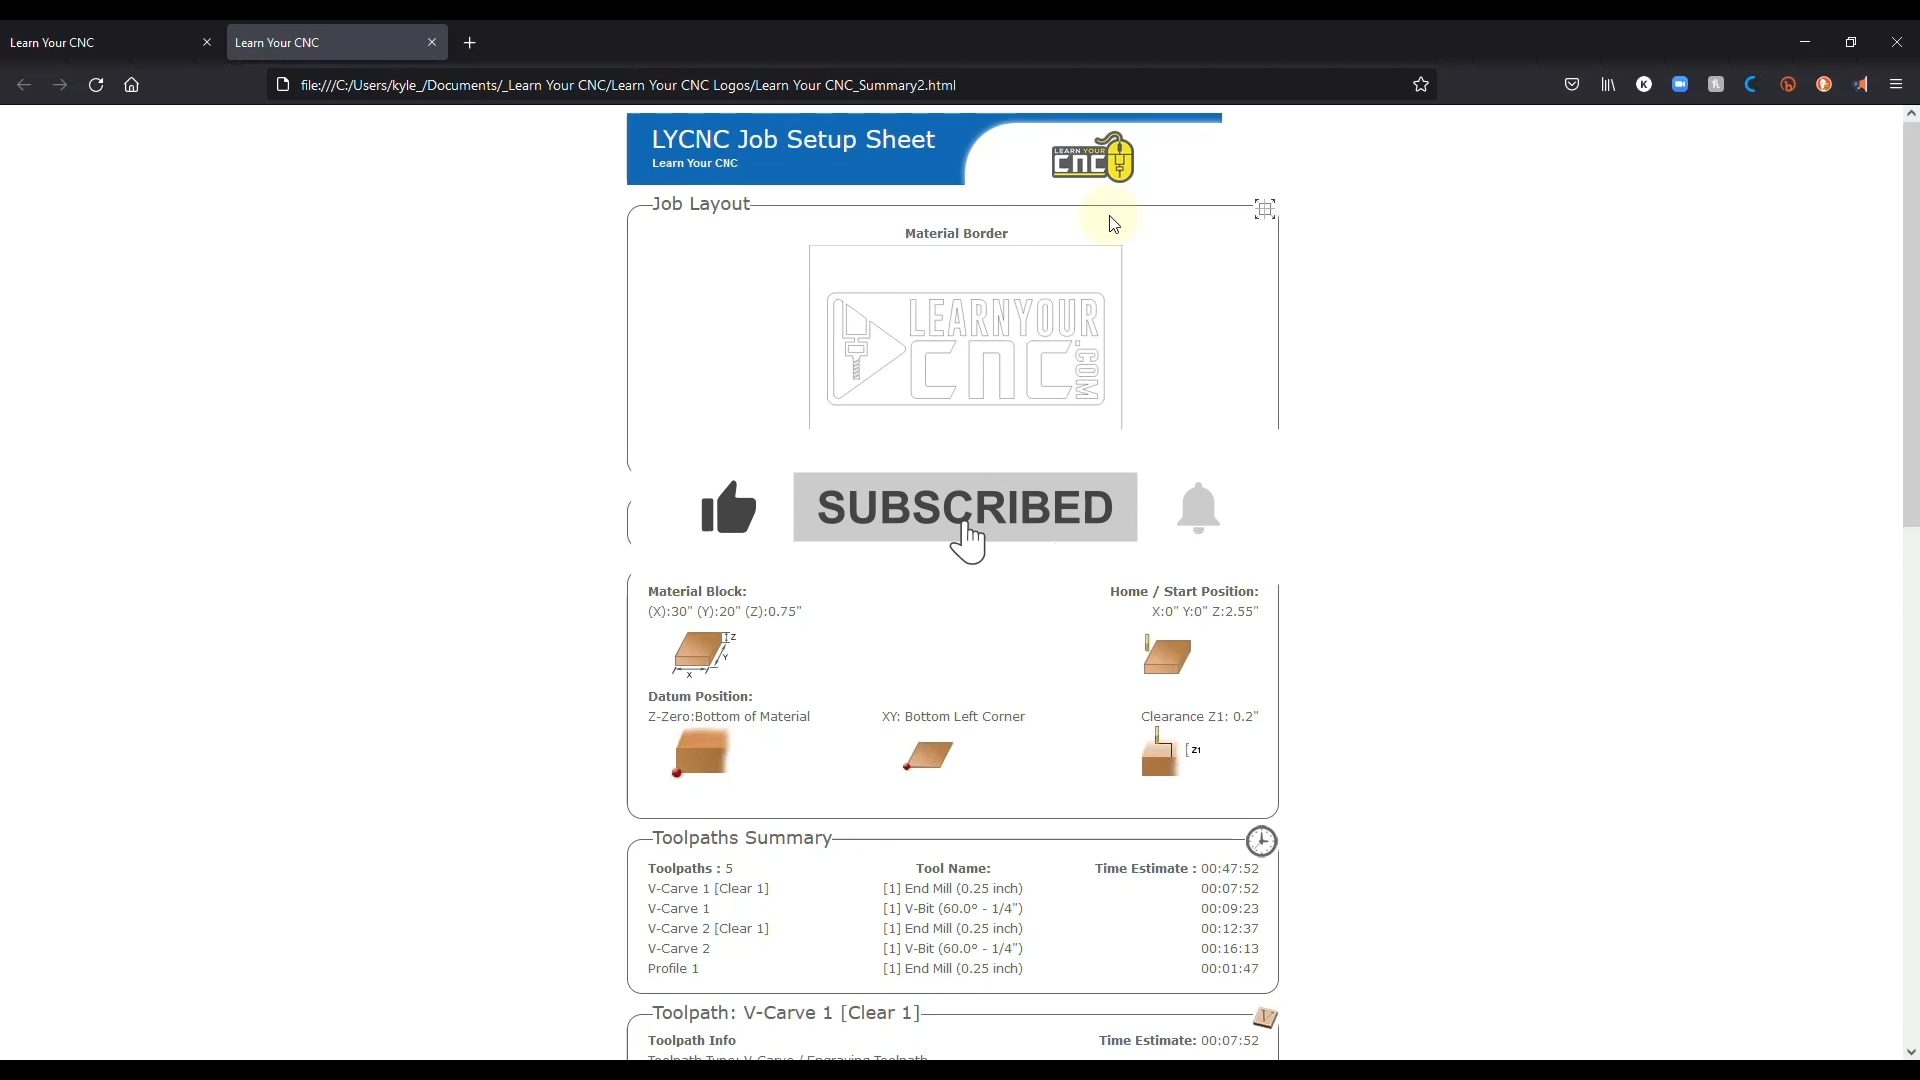 Learn Your CNC
Learn Your CNC
file:///C:/Users/kyle_/Documents/_Learn Your CNC/Learn Your CNC Logos/Learn Your CNC_Summary2.html
K
LYCNC Job Setup Sheet
Learn Your CNC
LEARN YOUR
CNC
Job Layout
Material Border
LEARNYOUR
CNC
.COM
SUBSCRIBED
Material Block:
Home / Start Position:
(X):30" (Y):20" (Z):0.75"
X:0" Y:0" Z:2.55"
Z
Y
X
Datum Position:
Z-Zero:Bottom of Material
XY: Bottom Left Corner
Clearance Z1: 0.2"
Z1
Toolpaths Summary
Toolpaths : 5
Tool Name:
Time Estimate : 00:47:52
V-Carve 1 [Clear 1]
[1] End Mill (0.25 inch)
00:07:52
V-Carve 1
[1] V-Bit (60.0° - 1/4")
00:09:23
V-Carve 2 [Clear 1]
[1] End Mill (0.25 inch)
00:12:37
V-Carve 2
[1] V-Bit (60.0° - 1/4")
00:16:13
Profile 1
[1] End Mill (0.25 inch)
00:01:47
Toolpath: V-Carve 1 [Clear 1]
V
Toolpath Info
Time Estimate: 00:07:52
Toolpath Type: V-Carve / Engraving Toolpath